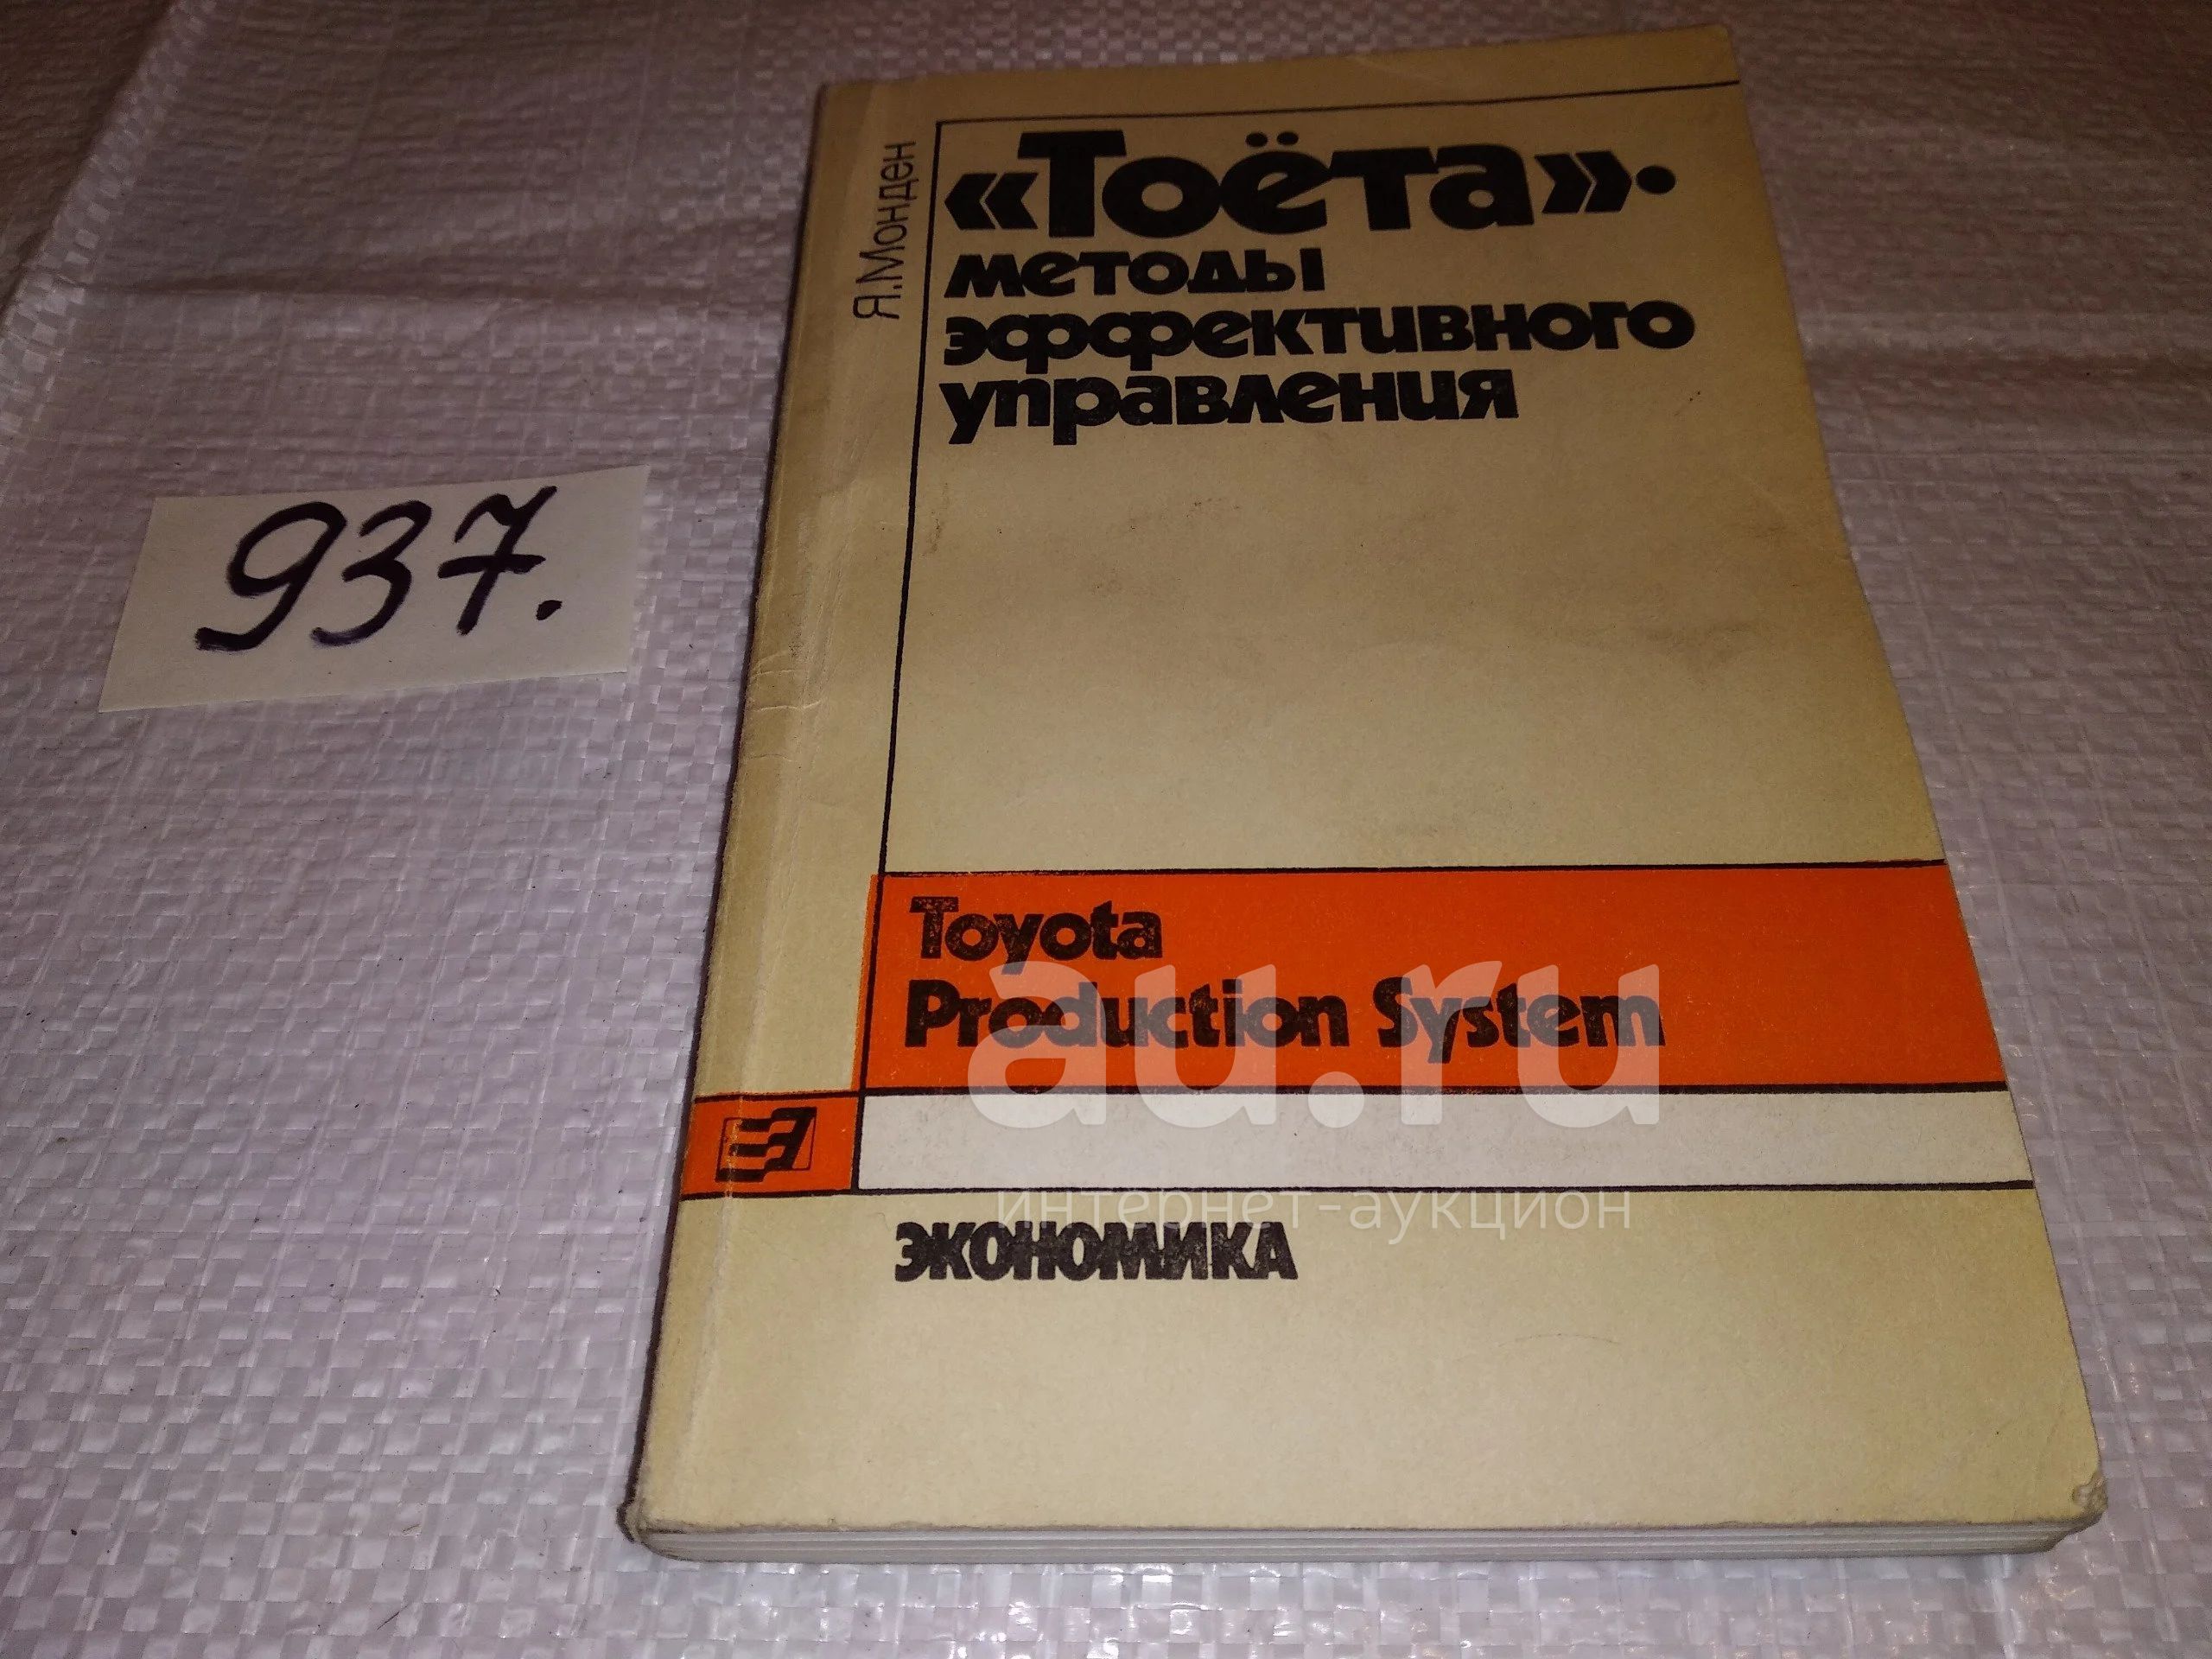 937.
Я.Монден
«Тоёта»·
методы
эффективного
управления
Toyota
Production System
au.ru
интернет-аукцион
ЭКОНОМИКА